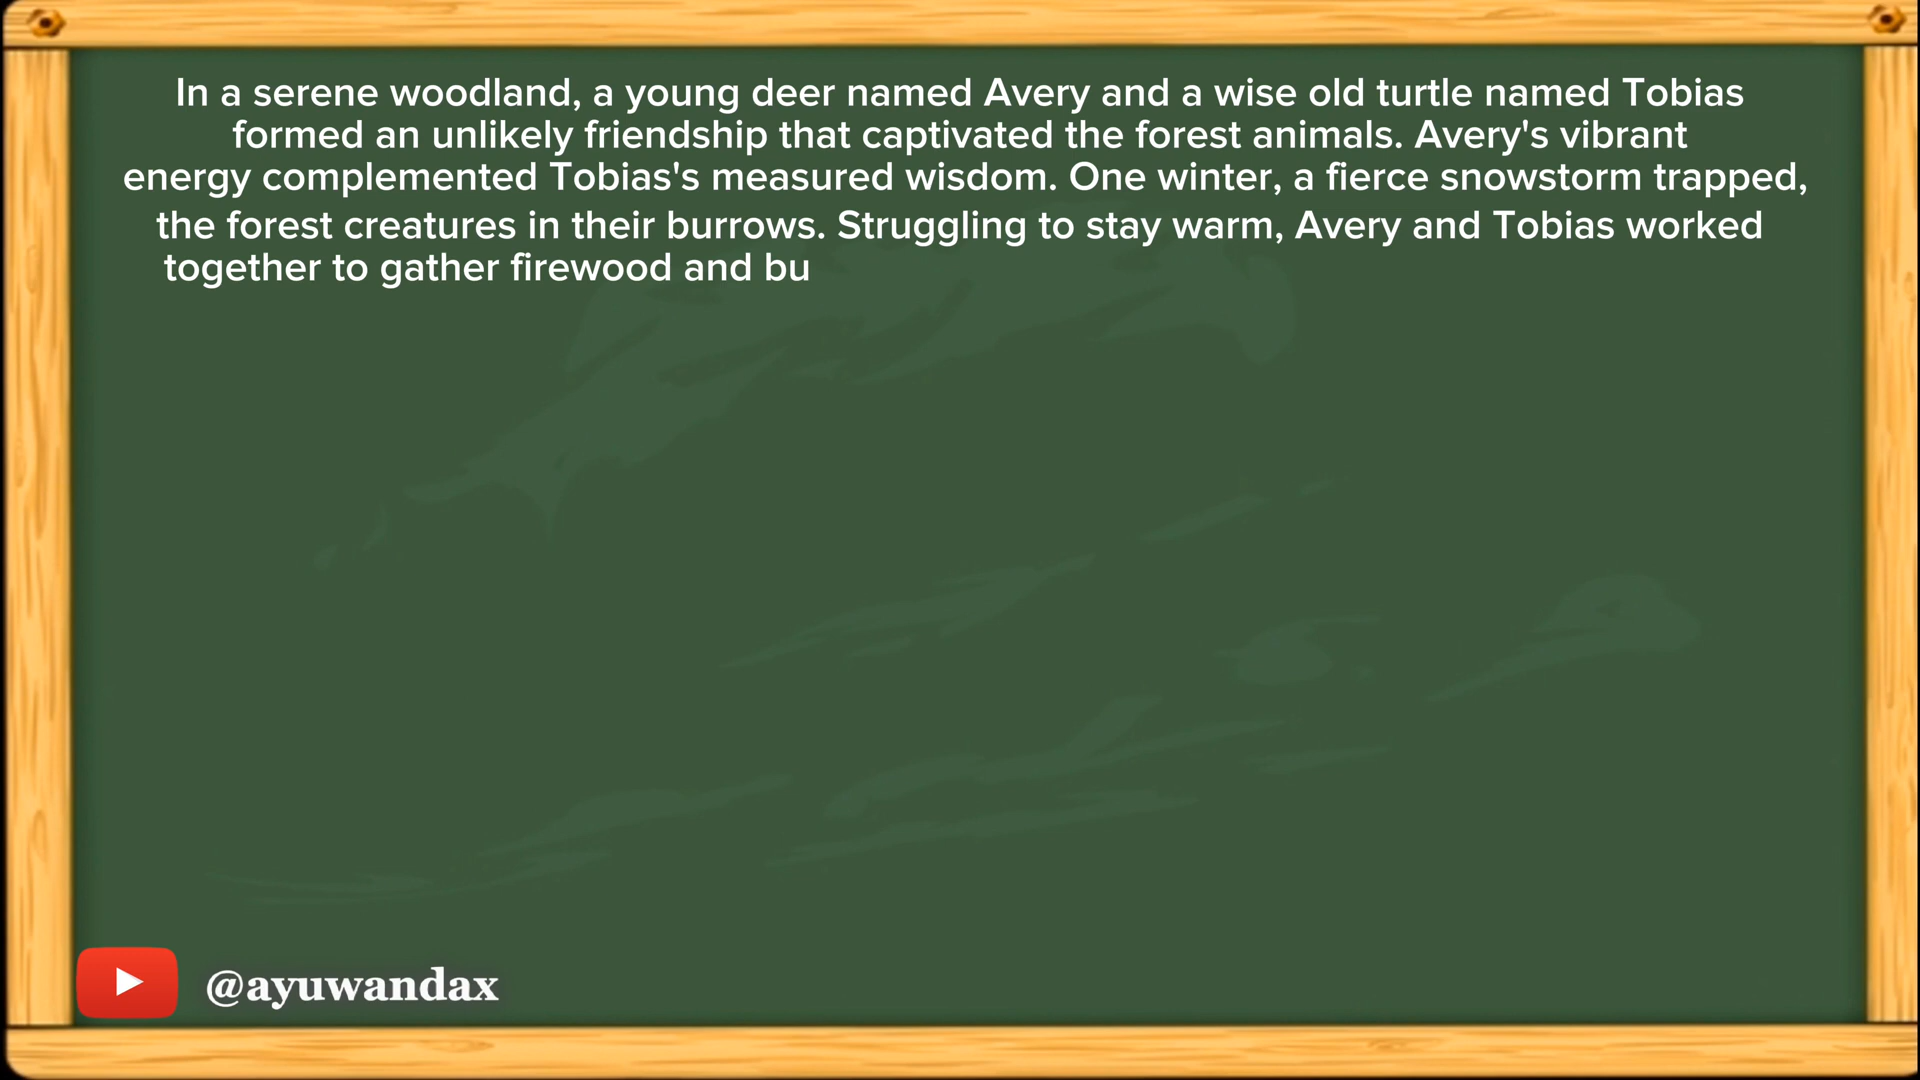 In a serene woodland, a young deer named Avery and a wise old turtle named Tobias
formed an unlikely friendship that captivated the forest animals. Avery's vibrant
energy complemented Tobias's measured wisdom. One winter, a fierce snowstorm trapped,
the forest creatures in their burrows. Struggling to stay warm, Avery and Tobias worked
together to gather firewood and bu
@ayuwandax